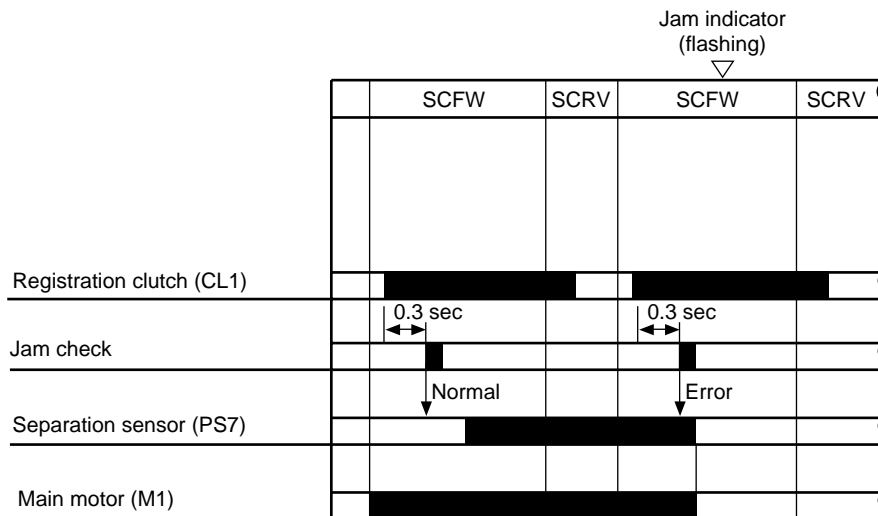 Jam indicator
(flashing)
SCFW SCRV SCFW SCRV
Registration clutch (CL1)
0.3 sec 0.3 sec
Jam check
Normal Error
Separation sensor (PS7)
Main motor (M1)